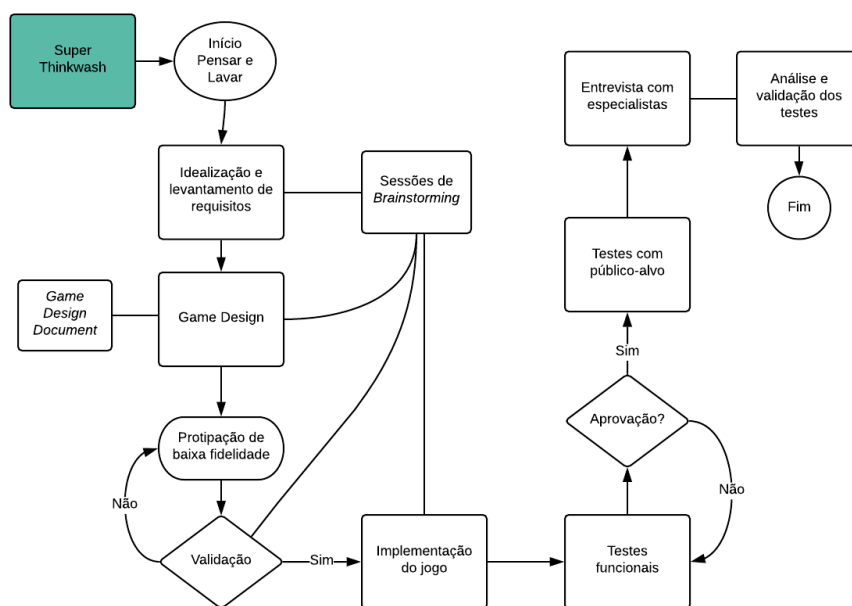 Super
Thinkwash
Início
Pensar e
Lavar
Idealização e
levantamento de
requisitos
Sessões de
Brainstorming
Game
Design
Document
Game Design
Protipação de
baixa fidelidade
Não
Validação
Sim
Implementação
do jogo
Testes
funcionais
Não
Aprovação?
Sim
Testes com
público-alvo
Entrevista com
especialistas
Análise e
validação dos
testes
Fim